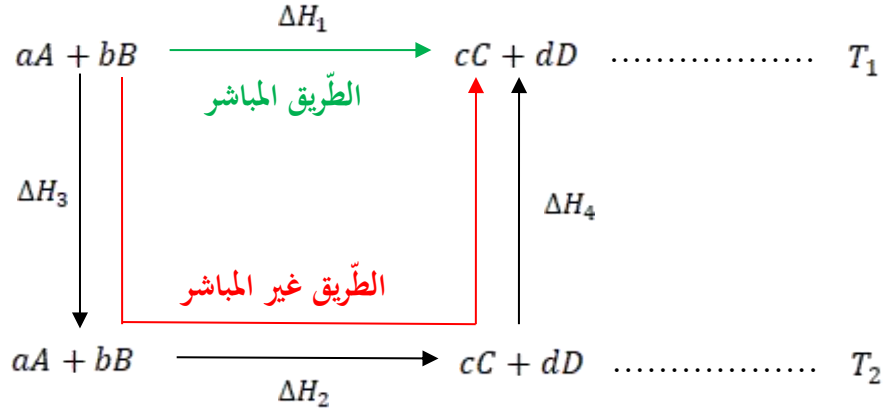 ΔH₁
aA + bB cC + dD ................. T₁
الطّريق المباشر
ΔH₃ ΔH₄
الطّريق غير المباشر
aA + bB cC + dD ................. T₂
ΔH₂